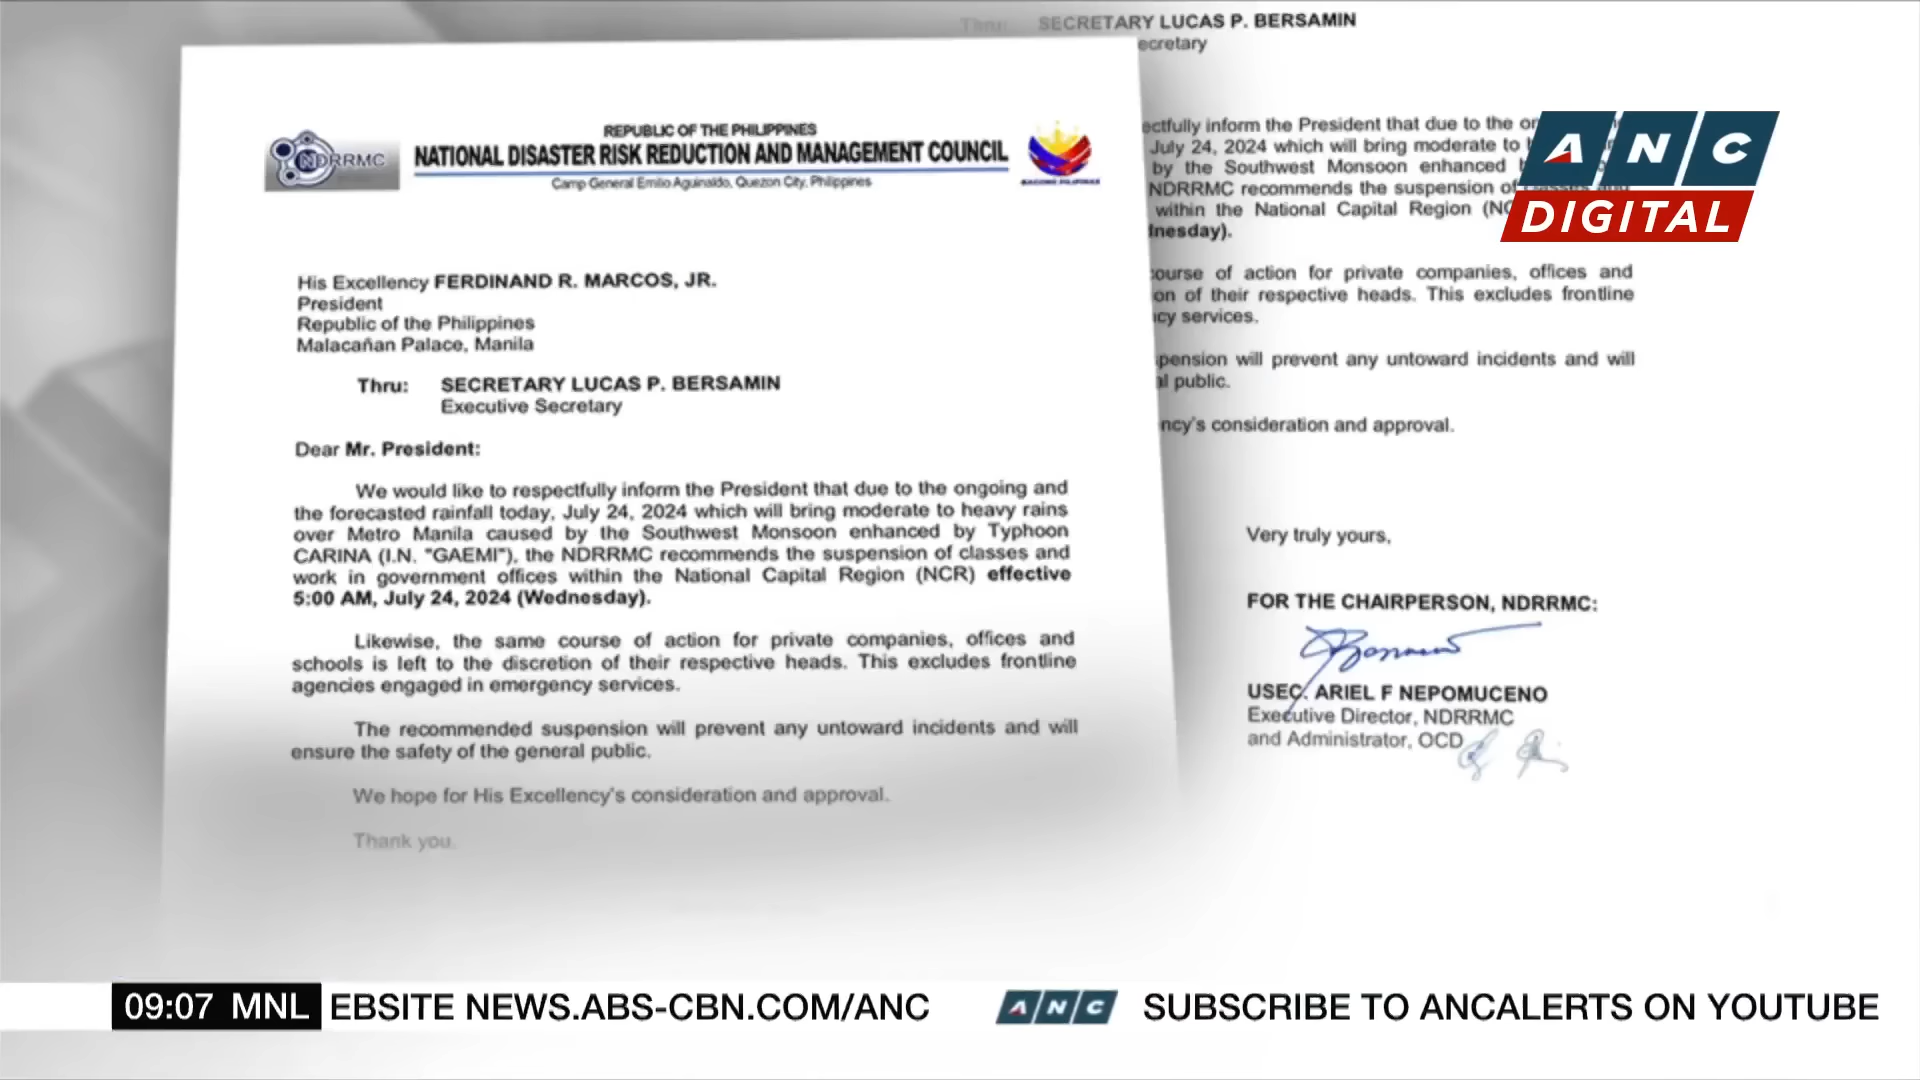 Thru: SECRETARY LUCAS P. BERSAMIN
ecretary
REPUBLIC OF THE PHILIPPINES
NDRRMC
NATIONAL DISASTER RISK REDUCTION AND MANAGEMENT COUNCIL
Camp General Emilio Aguinaldo, Quezon City, Philippines
His Excellency FERDINAND R. MARCOS, JR.
President
Republic of the Philippines
Malacañan Palace, Manila
Thru: SECRETARY LUCAS P. BERSAMIN
Executive Secretary
Dear Mr. President:
We would like to respectfully inform the President that due to the ongoing and
the forecasted rainfall today, July 24, 2024 which will bring moderate to heavy rains
over Metro Manila caused by the Southwest Monsoon enhanced by Typhoon
CARINA (I.N. "GAEMI"), the NDRRMC recommends the suspension of classes and
work in government offices within the National Capital Region (NCR) effective
5:00 AM, July 24, 2024 (Wednesday).
Likewise, the same course of action for private companies, offices and
schools is left to the discretion of their respective heads. This excludes frontline
agencies engaged in emergency services.
The recommended suspension will prevent any untoward incidents and will
ensure the safety of the general public.
We hope for His Excellency's consideration and approval.
Thank you.
ectfully inform the President that due to the
July 24, 2024 which will bring moderate to
by the Southwest Monsoon enhanced
NDRRMC recommends the suspension of classes and
within the National Capital Region
nesday).
ourse of action for private companies, offices and
on of their respective heads. This excludes frontline
cy services.
pension will prevent any untoward incidents and will
al public.
ncy's consideration and approval.
Very truly yours,
FOR THE CHAIRPERSON, NDRRMC:
USEC. ARIEL F NEPOMUCENO
Executive Director, NDRRMC
and Administrator, OCD
ANC
DIGITAL
09:07 MNL EBSITE NEWS.ABS-CBN.COM/ANC ANC SUBSCRIBE TO ANCALERTS ON YOUTUBE